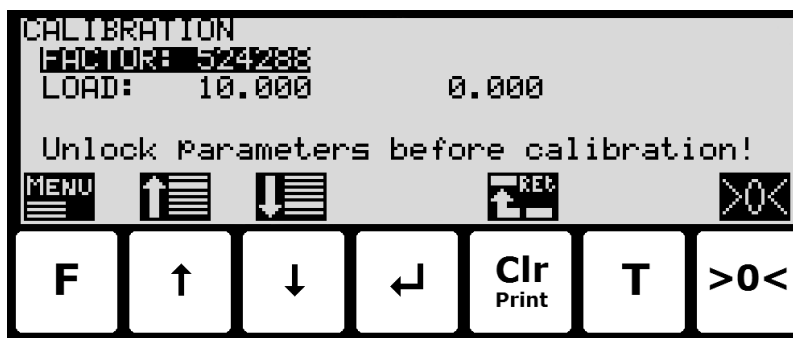 CALIBRATION
FACTOR: 524288
LOAD: 10.000 0.000
Unlock Parameters before calibration!
MENU Ret >0<
F ↑ ↓ ↵ Clr T >0<
Print